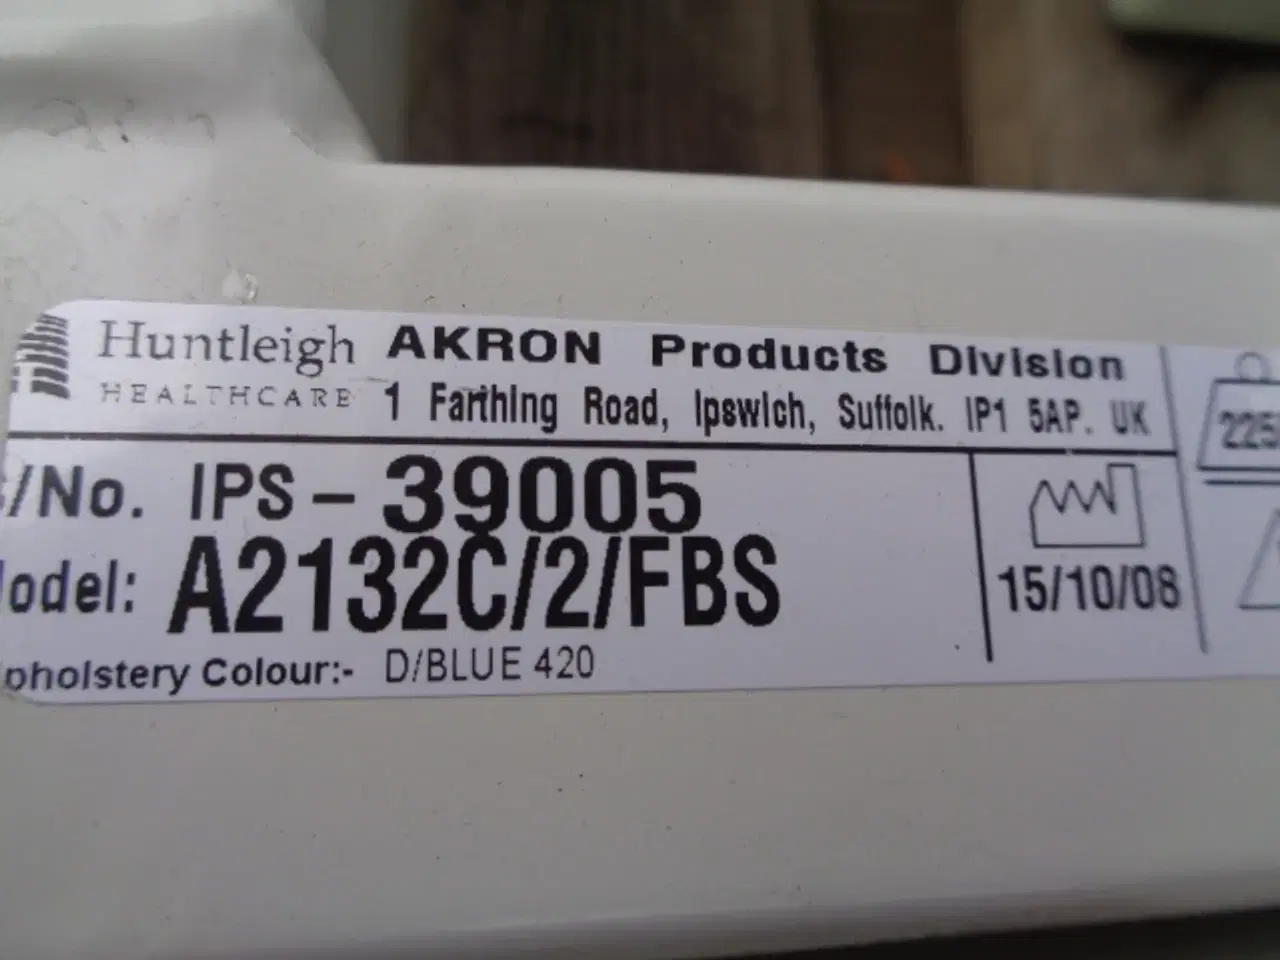 Huntleigh AKRON Products Division
HEALTHCARE 1 Farthing Road, Ipswich, Suffolk. IP1 5AP. UK
225
/No. IPS - 39005
odel: A2132C/2/FBS
15/10/08
pholstery Colour:- D/BLUE 420